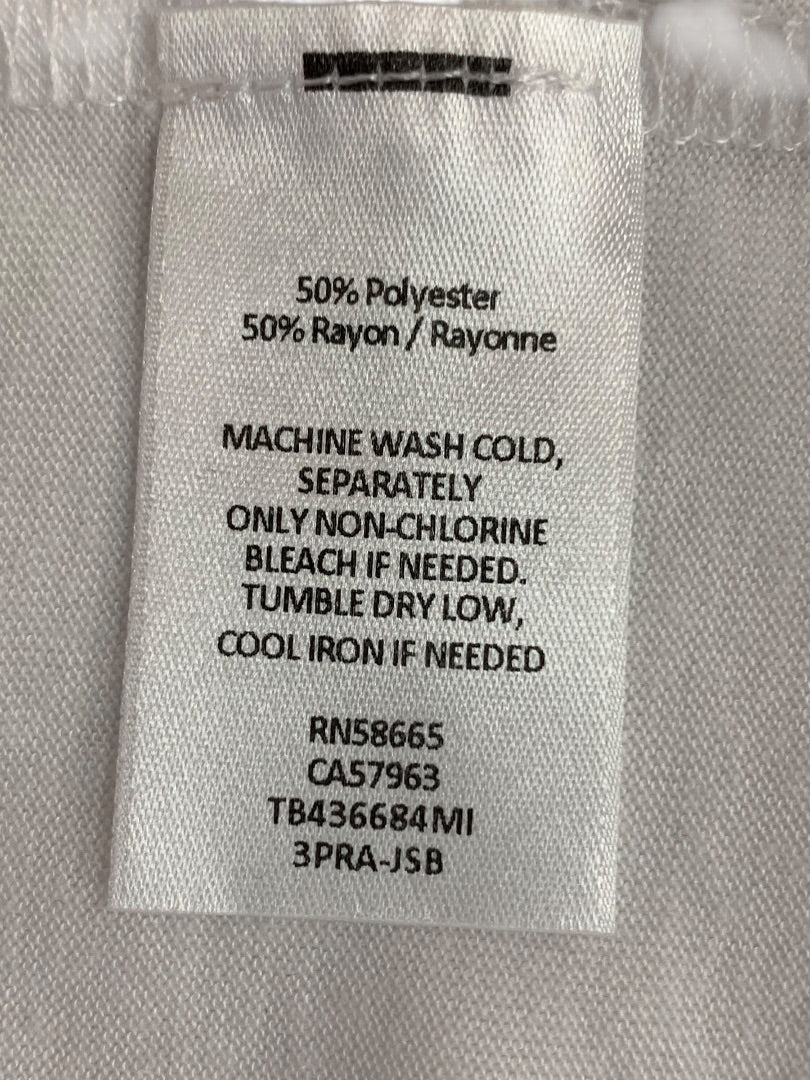 50% Polyester
50% Rayon / Rayonne
MACHINE WASH COLD,
SEPARATELY
ONLY NON-CHLORINE
BLEACH IF NEEDED.
TUMBLE DRY LOW,
COOL IRON IF NEEDED
RN58665
CA57963
TB436684MI
3PRA-JSB